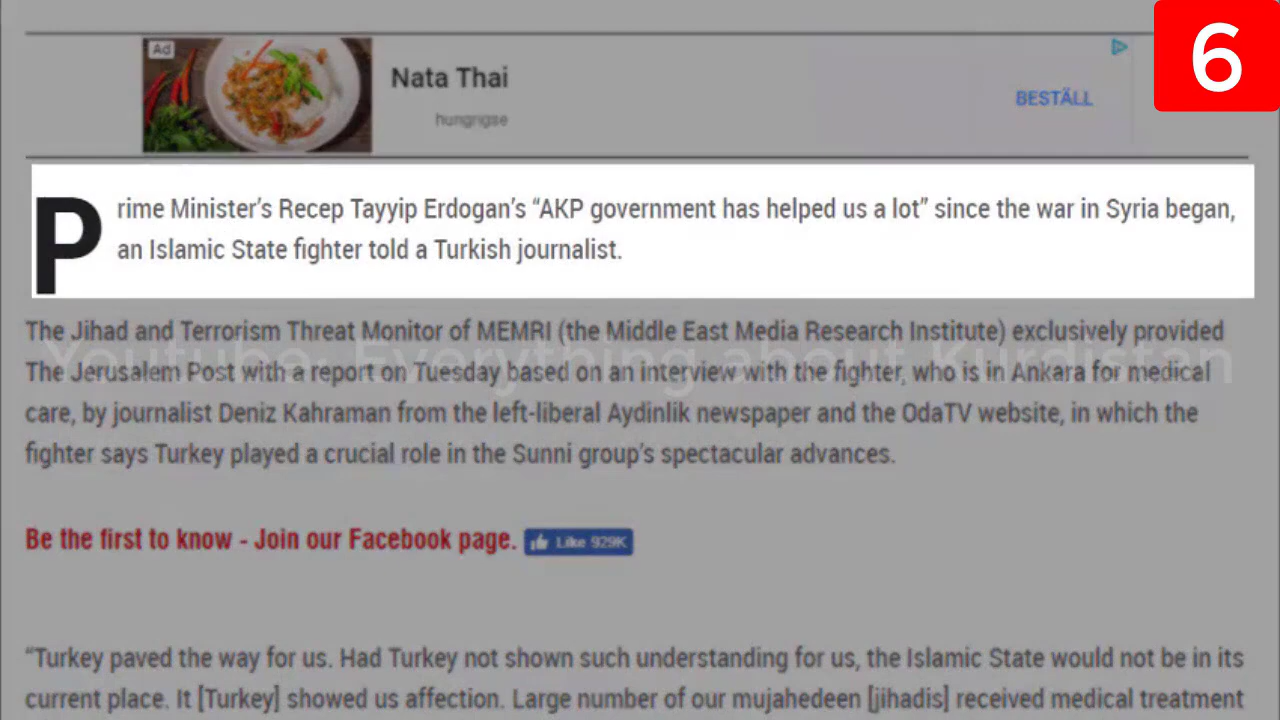 6
Ad
Nata Thai
hungrigse
BESTÄLL
Prime Minister's Recep Tayyip Erdogan's “AKP government has helped us a lot” since the war in Syria began,
an Islamic State fighter told a Turkish journalist.
The Jihad and Terrorism Threat Monitor of MEMRI (the Middle East Media Research Institute) exclusively provided
Youtube: Everything about Kurdistan
The Jerusalem Post with a report on Tuesday based on an interview with the fighter, who is in Ankara for medical
care, by journalist Deniz Kahraman from the left-liberal Aydinlik newspaper and the OdaTV website, in which the
fighter says Turkey played a crucial role in the Sunni group's spectacular advances.
Be the first to know - Join our Facebook page. Like 929K
“Turkey paved the way for us. Had Turkey not shown such understanding for us, the Islamic State would not be in its
current place. It [Turkey] showed us affection. Large number of our mujahedeen [jihadis] received medical treatment